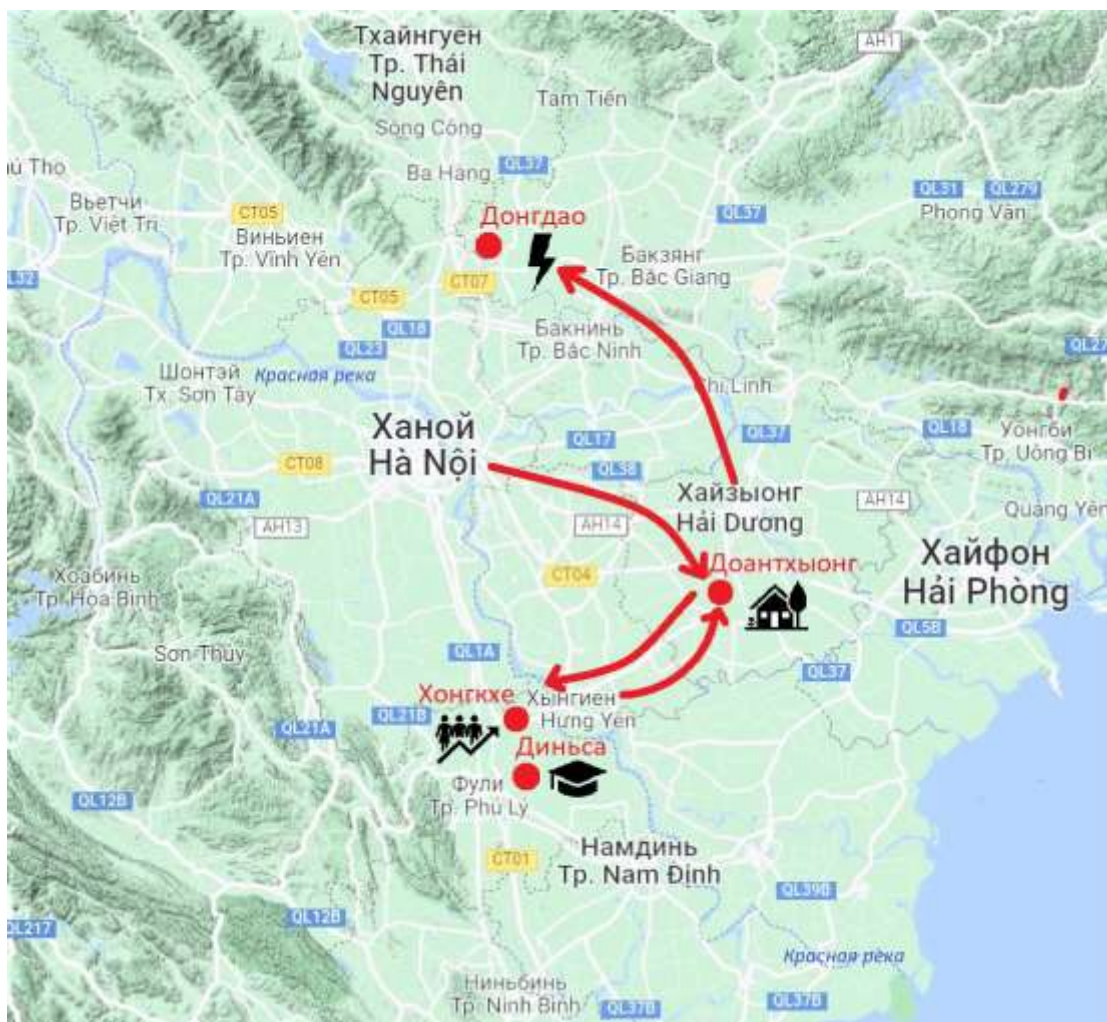 Тхайнгуен
Tp. Thái
Nguyên
AH1
Tam Tiến
Sông Công
Ba Hàng
QL37
Thọ
Вьетчи
Tp. Việt Trì
CT05
Виньиен
Tp. Vĩnh Yên
Донгдао
QL37
QL31
QL279
Phong Vân
Бакзянг
Tp. Bắc Giang
QL32
CT05
CT07
QL18
QL23
Бакнинь
Tp. Bắc Ninh
QL27
Шонтэй
Tx. Sơn Tây
Красная река
Chí Linh
Ханой
Hà Nội
QL17
QL37
QL18
Уонгби
Tp. Uông Bí
CT08
QL38
QL21A
AH13
AH14
Хайзыонг
Hải Dương
AH14
Quảng Yên
Хоабинь
Tp. Hòa Bình
CT04
Доантхыонг
Хайфон
Hải Phòng
QL5B
Sơn Thủy
QL1A
QL37
Хонгкхе
Хынгиен
Hưng Yên
QL21B
QL21A
Диньса
Фули
Tp. Phủ Lý
QL12B
Намдинь
Tp. Nam Định
CT01
QL39B
QL12B
QL217
Красная река
Ниньбинь
Tp. Ninh Bình
QL37B
QL37B